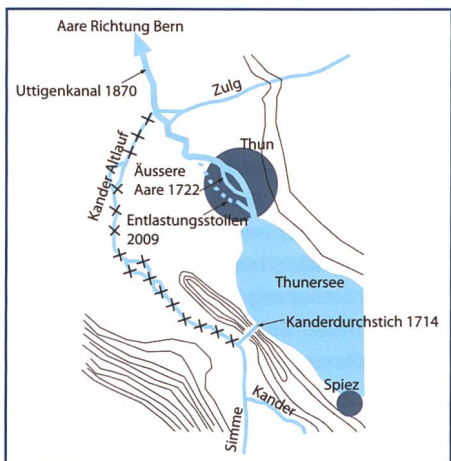 Aare Richtung Bern
Uttigenkanal 1870
Zulg
Kander Altlauf
Thun
Äussere
Aare 1722
Entlastungsstollen
2009
Thunersee
Kanderdurchstich 1714
Spiez
Kander
Simme